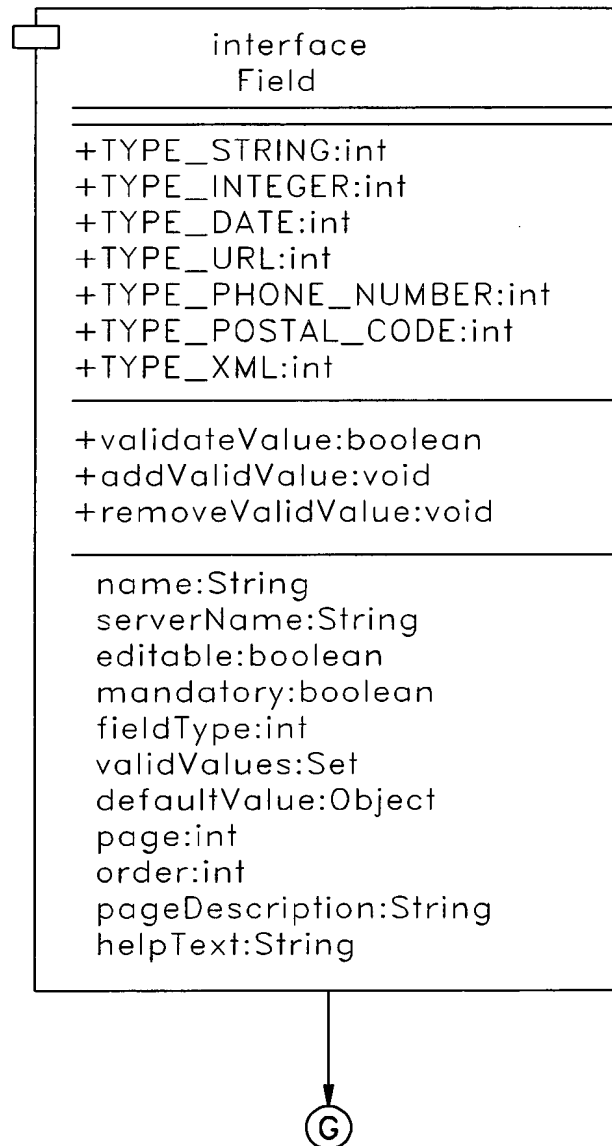 interface
Field
+TYPE_STRING:int
+TYPE_INTEGER:int
+TYPE_DATE:int
+TYPE_URL:int
+TYPE_PHONE_NUMBER:int
+TYPE_POSTAL_CODE:int
+TYPE_XML:int
+validateValue:boolean
+addValidValue:void
+removeValidValue:void
name:String
serverName:String
editable:boolean
mandatory:boolean
fieldType:int
validValues:Set
defaultValue:Object
page:int
order:int
pageDescription:String
helpText:String
G